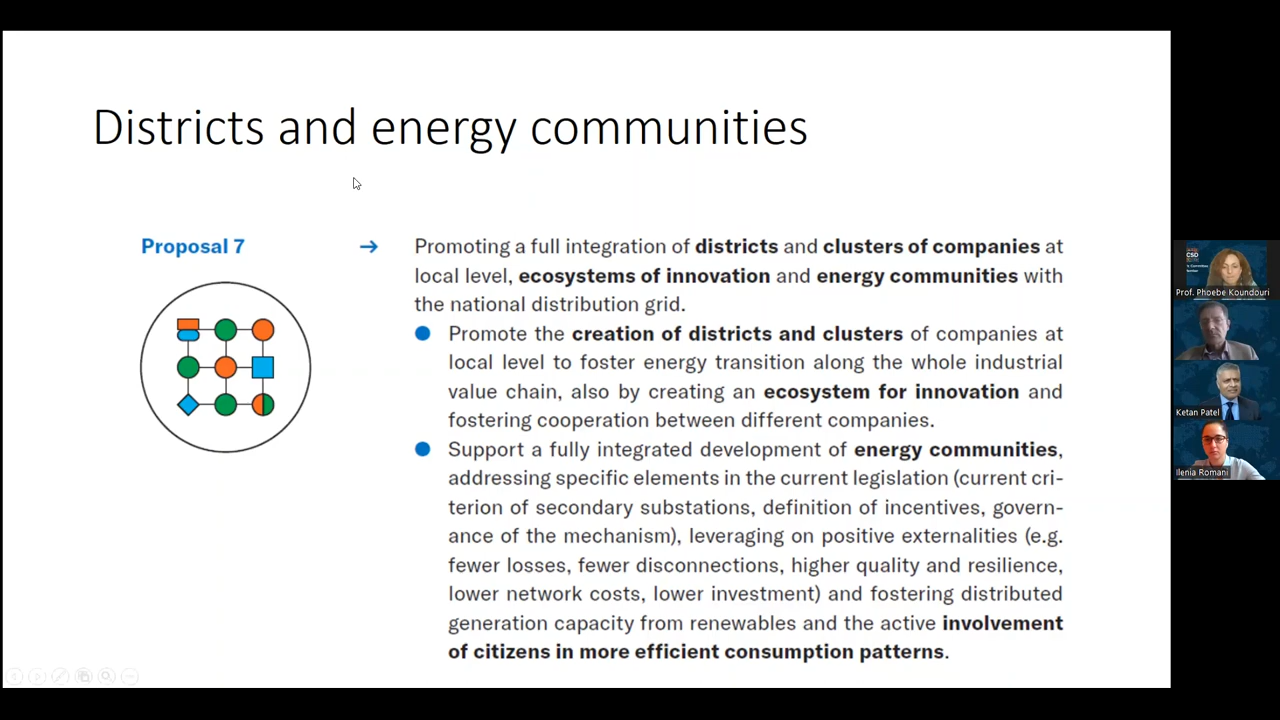 Districts and energy communities
Proposal 7
→
Promoting a full integration of districts and clusters of companies at
local level, ecosystems of innovation and energy communities with
the national distribution grid.
Promote the creation of districts and clusters of companies at
local level to foster energy transition along the whole industrial
value chain, also by creating an ecosystem for innovation and
fostering cooperation between different companies.
Support a fully integrated development of energy communities,
addressing specific elements in the current legislation (current cri-
terion of secondary substations, definition of incentives, govern-
ance of the mechanism), leveraging on positive externalities (e.g.
fewer losses, fewer disconnections, higher quality and resilience,
lower network costs, lower investment) and fostering distributed
generation capacity from renewables and the active involvement
of citizens in more efficient consumption patterns.
CSD
Prof. Phoebe Koundouri
Ketan Patel
Ilenia Romani